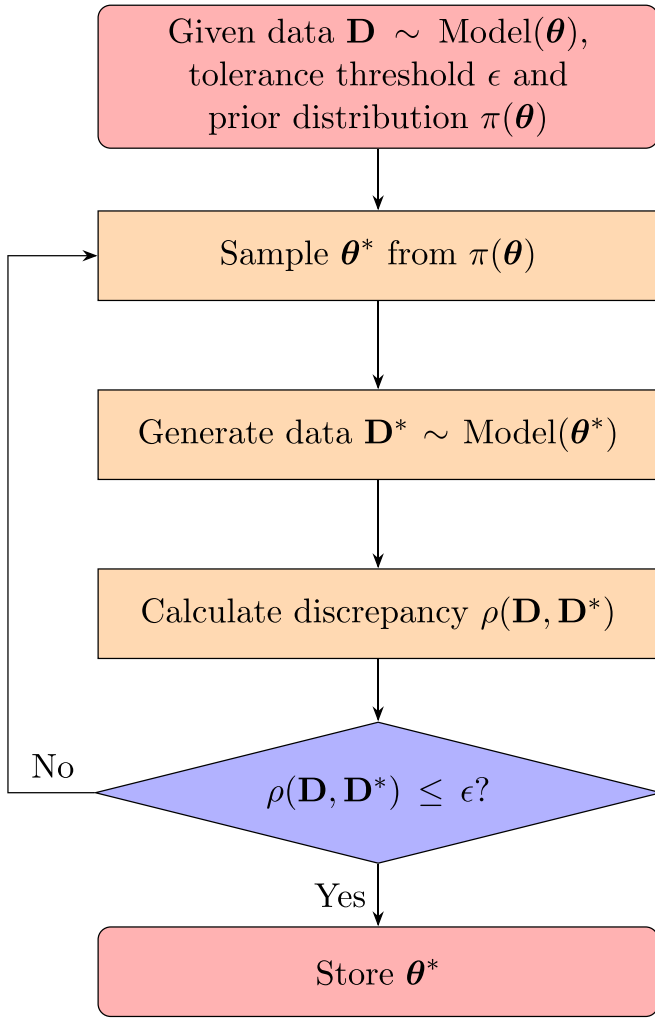 Given data D ∼ Model(θ),
tolerance threshold ϵ and
prior distribution π(θ)
Sample θ* from π(θ)
Generate data D* ∼ Model(θ*)
Calculate discrepancy ρ(D, D*)
No
ρ(D, D*) ≤ ϵ?
Yes
Store θ*